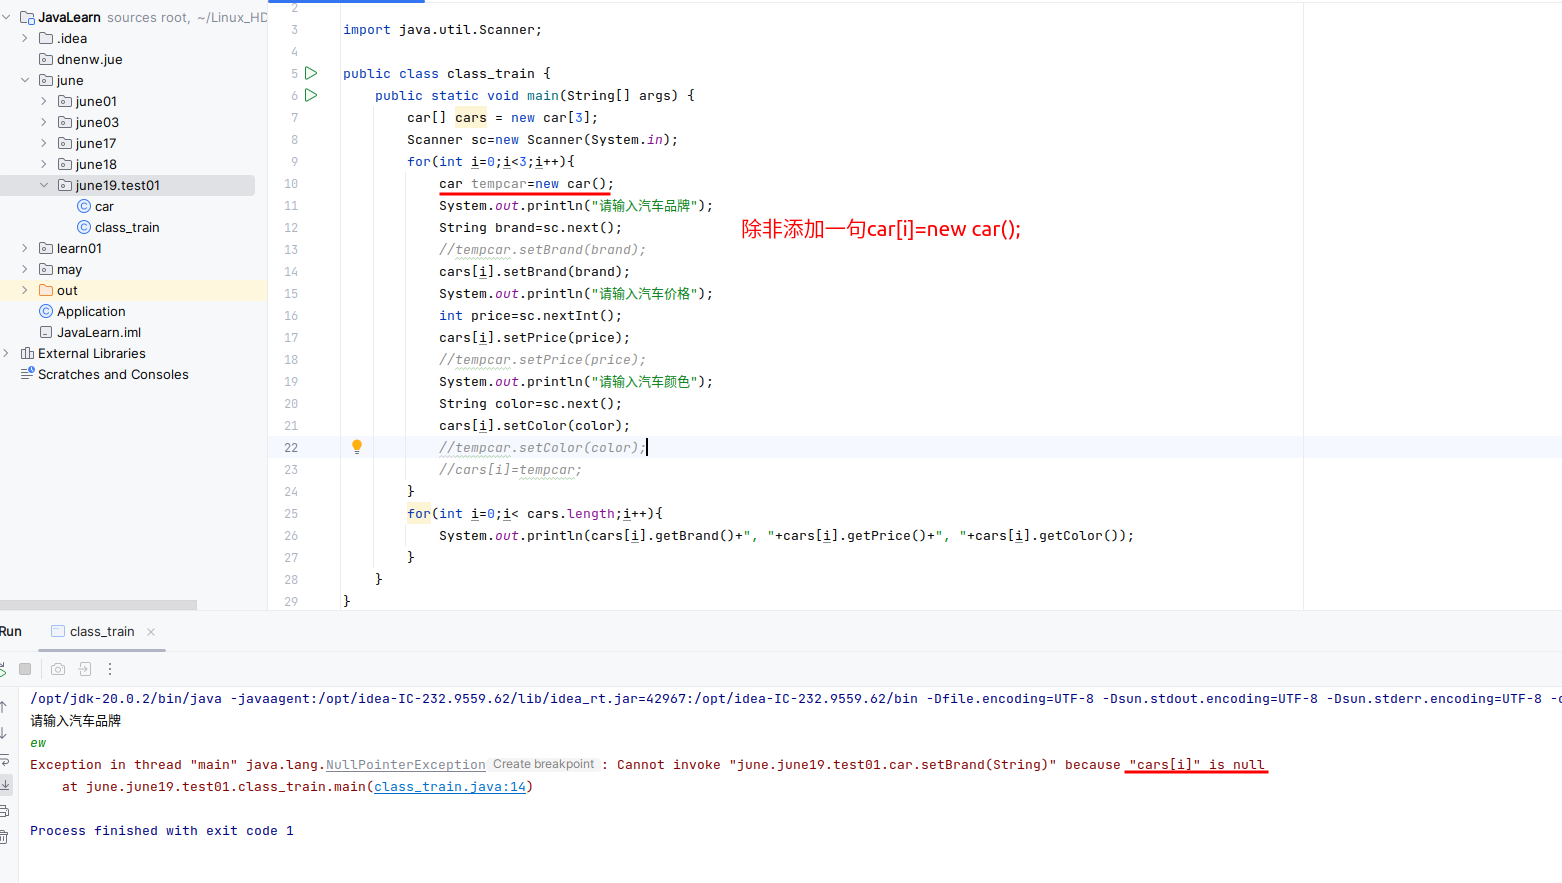 JavaLearn sources root, ~/Linux_HD
.idea
dnenw.jue
june
june01
june03
june17
june18
june19.test01
car
class_train
learn01
may
out
Application
JavaLearn.iml
External Libraries
Scratches and Consoles
2
3 import java.util.Scanner;
4
5 public class class_train {
6 public static void main(String[] args) {
7 car[] cars = new car[3];
8 Scanner sc=new Scanner(System.in);
9 for(int i=0;i<3;i++){
10 car tempcar=new car();
11 System.out.println("请输入汽车品牌");
12 String brand=sc.next();
除非添加一句car[i]=new car();
13 //tempcar.setBrand(brand);
14 cars[i].setBrand(brand);
15 System.out.println("请输入汽车价格");
16 int price=sc.nextInt();
17 cars[i].setPrice(price);
18 //tempcar.setPrice(price);
19 System.out.println("请输入汽车颜色");
20 String color=sc.next();
21 cars[i].setColor(color);
22 //tempcar.setColor(color);
23 //cars[i]=tempcar;
24 }
25 for(int i=0;i< cars.length;i++){
26 System.out.println(cars[i].getBrand()+", "+cars[i].getPrice()+", "+cars[i].getColor());
27 }
28 }
29 }
Run class_train
/opt/jdk-20.0.2/bin/java -javaagent:/opt/idea-IC-232.9559.62/lib/idea_rt.jar=42967:/opt/idea-IC-232.9559.62/bin -Dfile.encoding=UTF-8 -Dsun.stdout.encoding=UTF-8 -Dsun.stderr.encoding=UTF-8 -c
请输入汽车品牌
ew
Exception in thread "main" java.lang.NullPointerException Create breakpoint : Cannot invoke "june.june19.test01.car.setBrand(String)" because "cars[i]" is null
at june.june19.test01.class_train.main(class_train.java:14)
Process finished with exit code 1